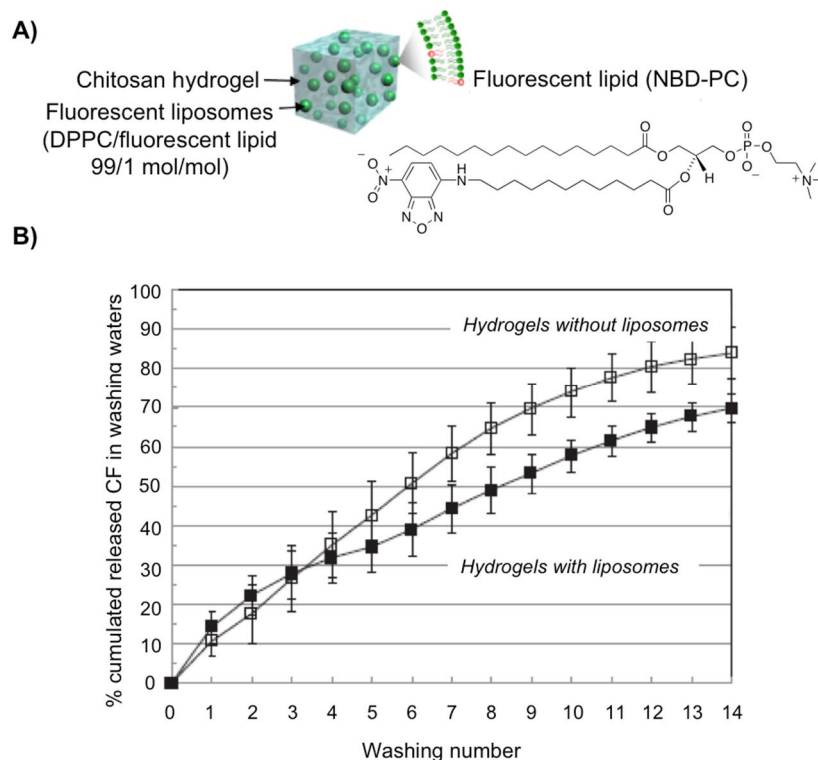 A)
Chitosan hydrogel
Fluorescent liposomes
(DPPC/fluorescent lipid
99/1 mol/mol)
Fluorescent lipid (NBD-PC)
O
O
O
O
P
O
O
O
−
H
N
+
−
O
N
+
O
H
N
N
O
N
O
B)
% cumulated released CF in washing waters
100
90
80
70
60
50
40
30
20
10
0
Hydrogels without liposomes
Hydrogels with liposomes
0 1 2 3 4 5 6 7 8 9 10 11 12 13 14
Washing number